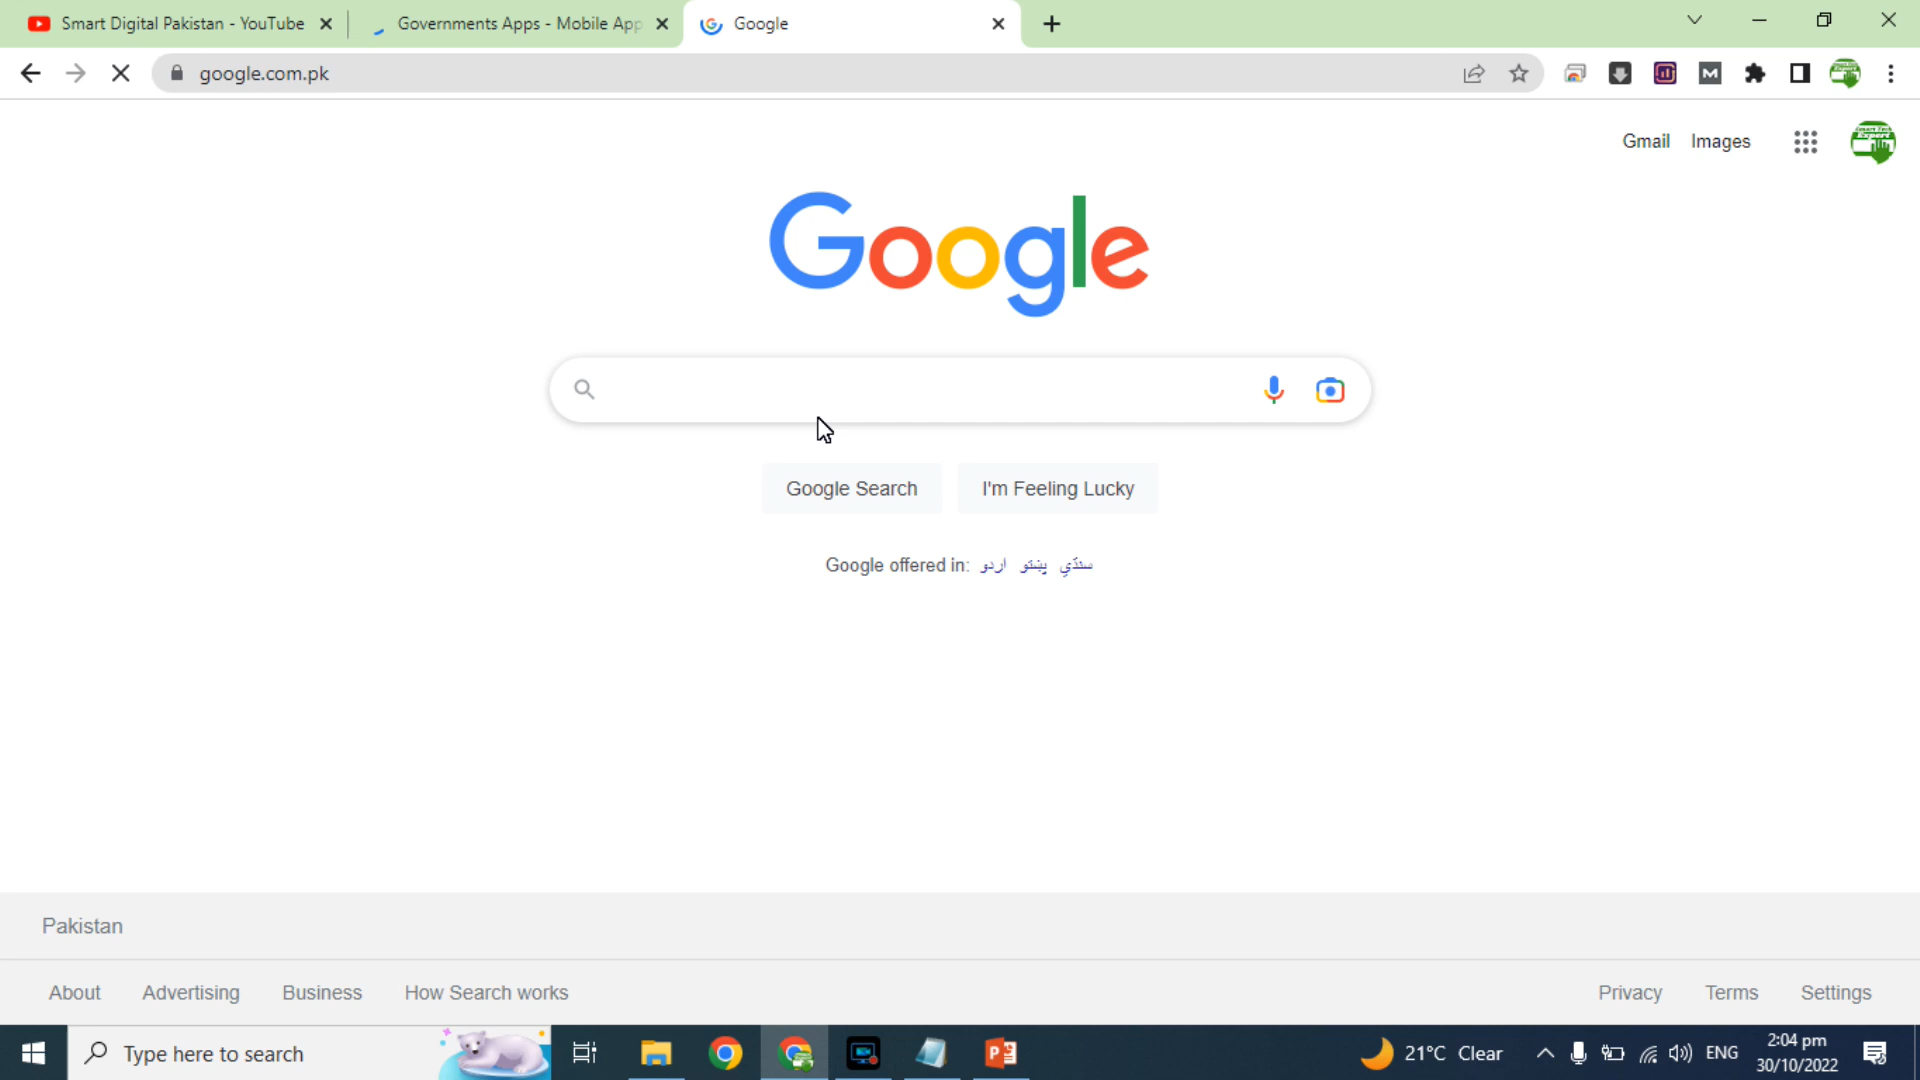 Smart Digital Pakistan - YouTube
Governments Apps - Mobile App
Google
google.com.pk
Gmail Images
Google
Google Search
I'm Feeling Lucky
Google offered in: اردو پښتو سنڌي
Pakistan
About Advertising Business How Search works
Privacy Terms Settings
Type here to search
21°C Clear
ENG
2:04 pm
30/10/2022